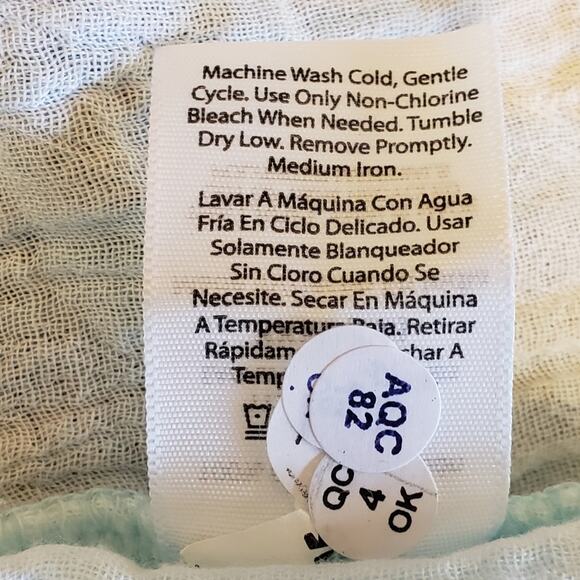 Machine Wash Cold, Gentle
Cycle. Use Only Non-Chlorine
Bleach When Needed. Tumble
Dry Low. Remove Promptly.
Medium Iron.
Lavar A Máquina Con Agua
Fría En Ciclo Delicado. Usar
Solamente Blanqueador
Sin Cloro Cuando Se
Necesite. Secar En Máquina
A Temperatura Baja. Retirar
Rápidam char A
Temp
AQC
82
QC
4
OK